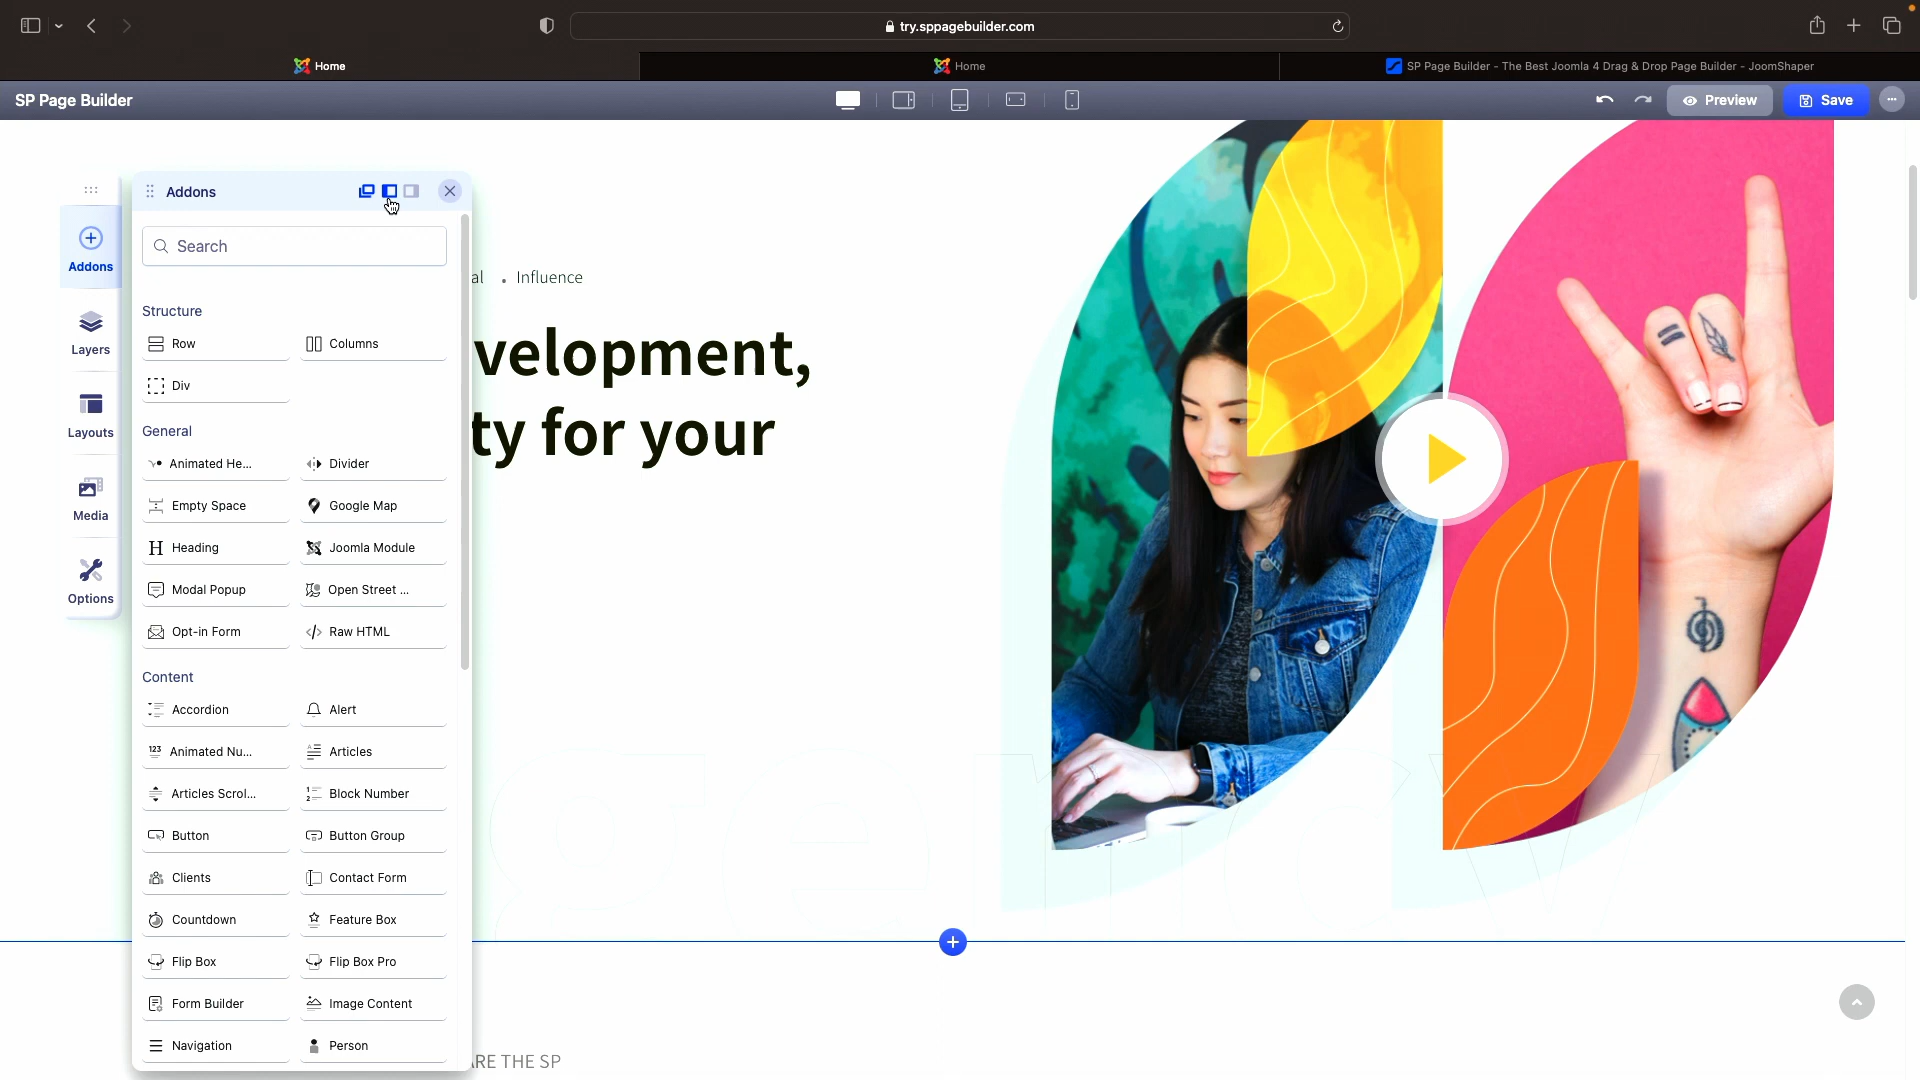 try.sppagebuilder.com
Home
Home
SP Page Builder - The Best Joomla 4 Drag & Drop Page Builder - JoomShaper
SP Page Builder
Preview
Save
Addons
Addons
Search
al . Influence
Structure
Row
Columns
Layers
velopment,
Div
ty for your
Layouts
General
Animated He...
Divider
Empty Space
Google Map
Media
Heading
Joomla Module
Modal Popup
Open Street ...
Options
Opt-in Form
Raw HTML
Content
Accordion
Alert
123
Animated Nu...
Articles
Articles Scrol...
Block Number
Button
Button Group
gency
Clients
Contact Form
Countdown
Feature Box
Flip Box
Flip Box Pro
Form Builder
Image Content
Navigation
Person
ARE THE SP